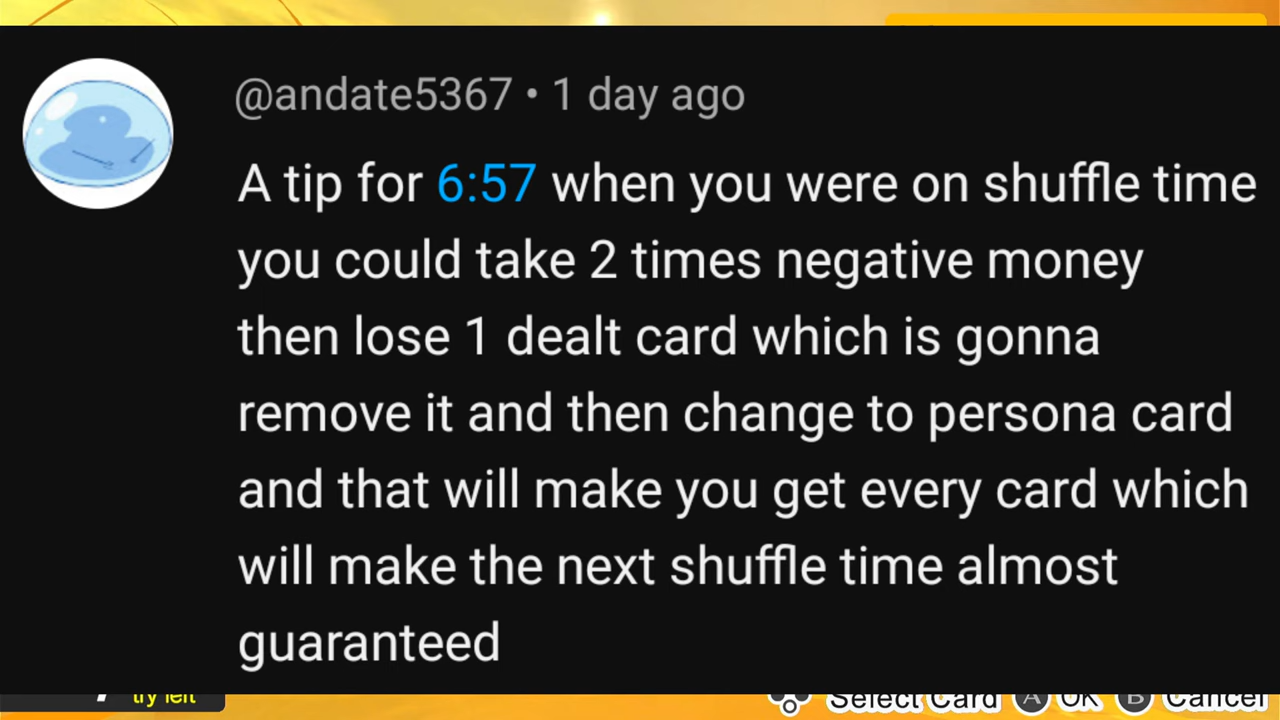 @andate5367 • 1 day ago
A tip for 6:57 when you were on shuffle time
you could take 2 times negative money
then lose 1 dealt card which is gonna
remove it and then change to persona card
and that will make you get every card which
will make the next shuffle time almost
guaranteed
try left
Select Card A OK B Cancel